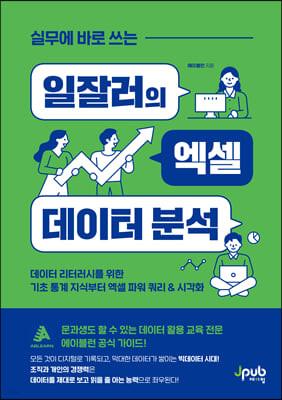 실무에 바로 쓰는
에이블런 지음
일잘러의
엑셀
데이터 분석
데이터 리터러시를 위한
기초 통계 지식부터 엑셀 파워 쿼리 & 시각화
ABLEARN
문과생도 할 수 있는 데이터 활용 교육 전문
에이블런 공식 가이드!
모든 것이 디지털로 기록되고, 막대한 데이터가 쌓이는 빅데이터 시대!
조직과 개인의 경쟁력은
데이터를 제대로 보고 읽을 줄 아는 능력으로 좌우된다!
Jpub
제이펍